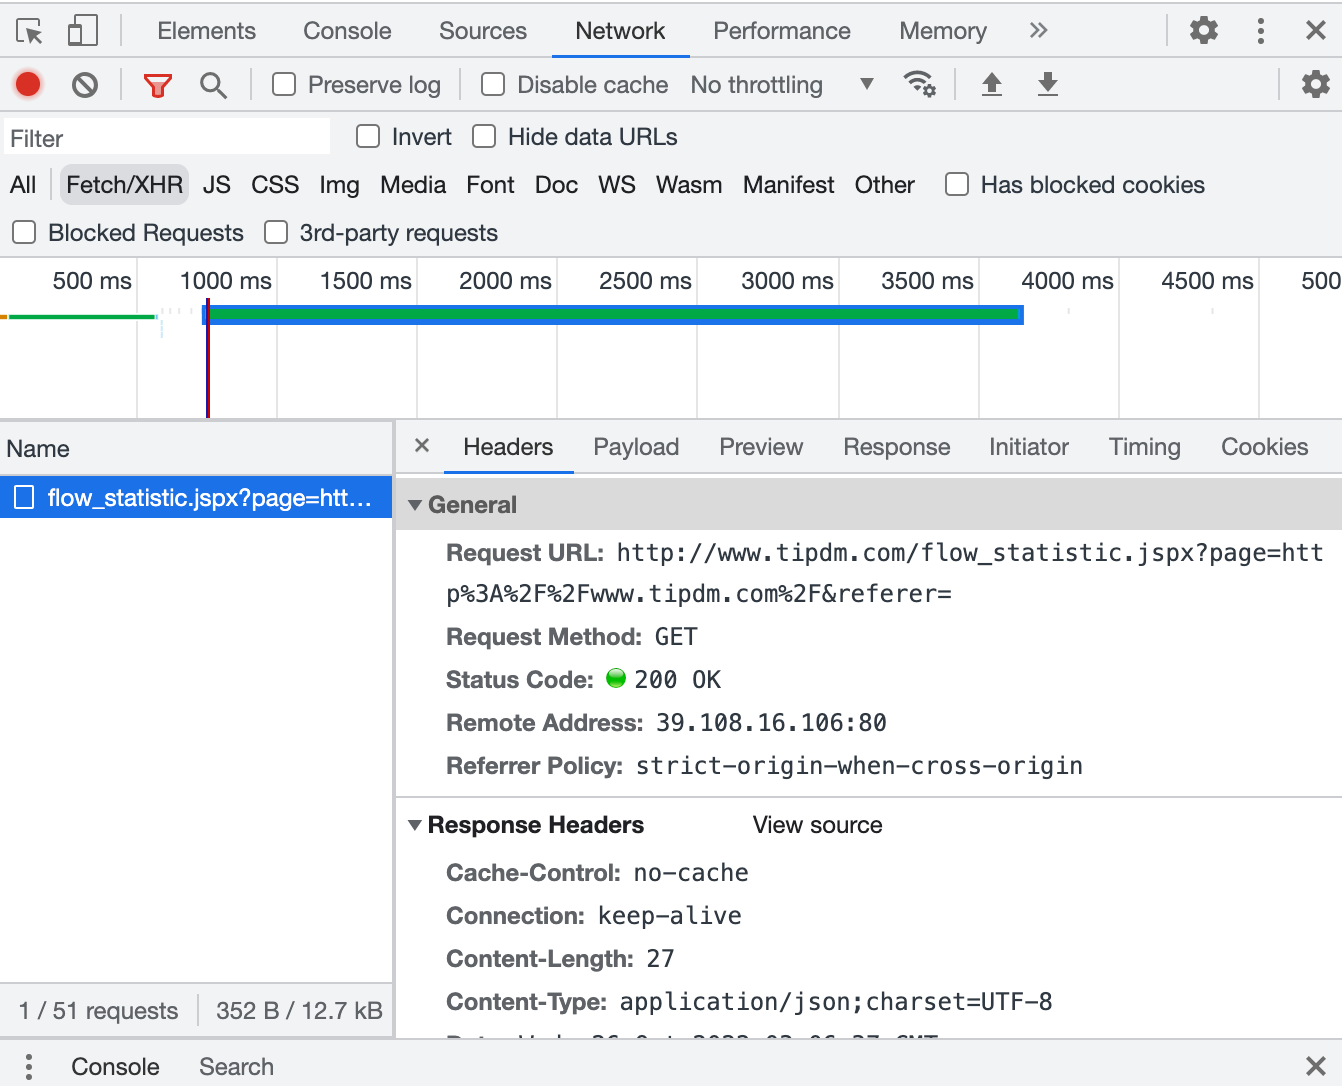 Elements Console Sources Network Performance Memory
Preserve log Disable cache No throttling
Filter Invert Hide data URLs
All Fetch/XHR JS CSS Img Media Font Doc WS Wasm Manifest Other Has blocked cookies
Blocked Requests 3rd-party requests
500 ms 1000 ms 1500 ms 2000 ms 2500 ms 3000 ms 3500 ms 4000 ms 4500 ms 500
Name
flow_statistic.jspx?page=htt…
1 / 51 requests 352 B / 12.7 kB
Headers Payload Preview Response Initiator Timing Cookies
General
Request URL: http://www.tipdm.com/flow_statistic.jspx?page=htt
p%3A%2F%2Fwww.tipdm.com%2F&referer=
Request Method: GET
Status Code: 200 OK
Remote Address: 39.108.16.106:80
Referrer Policy: strict-origin-when-cross-origin
Response Headers View source
Cache-Control: no-cache
Connection: keep-alive
Content-Length: 27
Content-Type: application/json;charset=UTF-8
Console Search